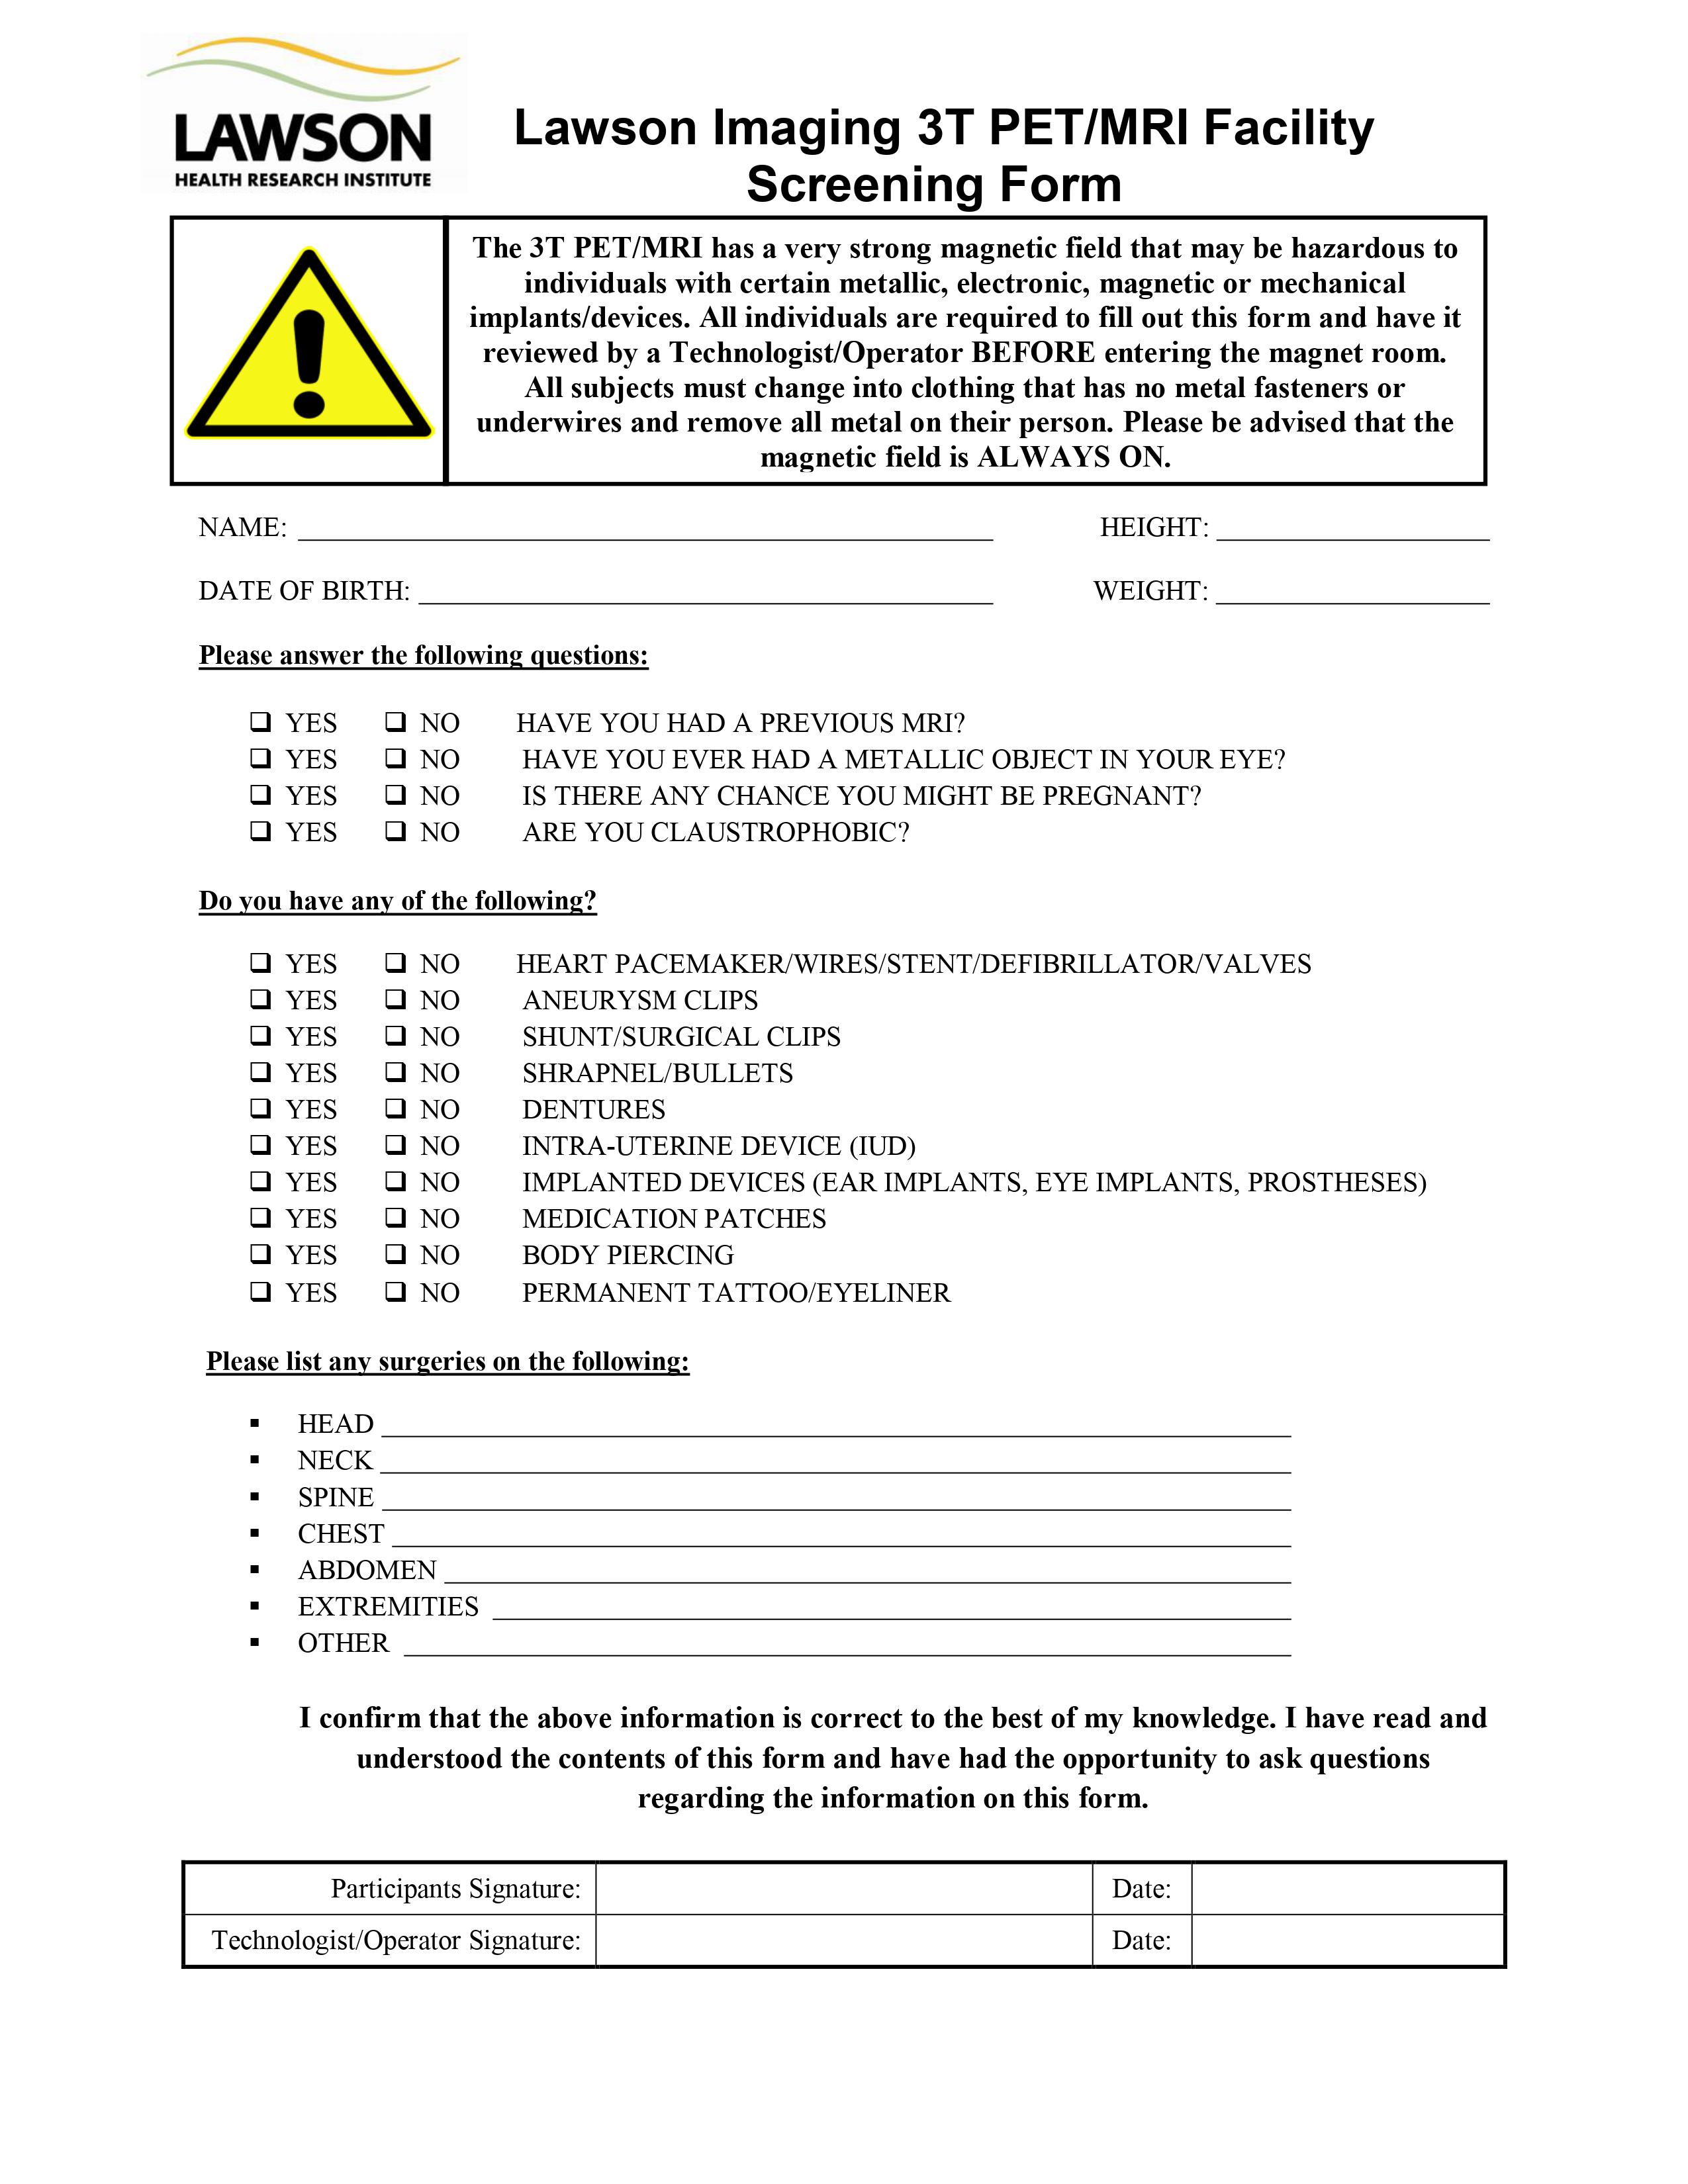 LAWSON
HEALTH RESEARCH INSTITUTE
Lawson Imaging 3T PET/MRI Facility
Screening Form
The 3T PET/MRI has a very strong magnetic field that may be hazardous to
individuals with certain metallic, electronic, magnetic or mechanical
implants/devices. All individuals are required to fill out this form and have it
reviewed by a Technologist/Operator BEFORE entering the magnet room.
All subjects must change into clothing that has no metal fasteners or
underwires and remove all metal on their person. Please be advised that the
magnetic field is ALWAYS ON.
NAME: HEIGHT:
DATE OF BIRTH: WEIGHT:
Please answer the following questions:
❑ YES ❑ NO HAVE YOU HAD A PREVIOUS MRI?
❑ YES ❑ NO HAVE YOU EVER HAD A METALLIC OBJECT IN YOUR EYE?
❑ YES ❑ NO IS THERE ANY CHANCE YOU MIGHT BE PREGNANT?
❑ YES ❑ NO ARE YOU CLAUSTROPHOBIC?
Do you have any of the following?
❑ YES ❑ NO HEART PACEMAKER/WIRES/STENT/DEFIBRILLATOR/VALVES
❑ YES ❑ NO ANEURYSM CLIPS
❑ YES ❑ NO SHUNT/SURGICAL CLIPS
❑ YES ❑ NO SHRAPNEL/BULLETS
❑ YES ❑ NO DENTURES
❑ YES ❑ NO INTRA-UTERINE DEVICE (IUD)
❑ YES ❑ NO IMPLANTED DEVICES (EAR IMPLANTS, EYE IMPLANTS, PROSTHESES)
❑ YES ❑ NO MEDICATION PATCHES
❑ YES ❑ NO BODY PIERCING
❑ YES ❑ NO PERMANENT TATTOO/EYELINER
Please list any surgeries on the following:
▪ HEAD
▪ NECK
▪ SPINE
▪ CHEST
▪ ABDOMEN
▪ EXTREMITIES
▪ OTHER
I confirm that the above information is correct to the best of my knowledge. I have read and
understood the contents of this form and have had the opportunity to ask questions
regarding the information on this form.
Participants Signature: Date:
Technologist/Operator Signature: Date: